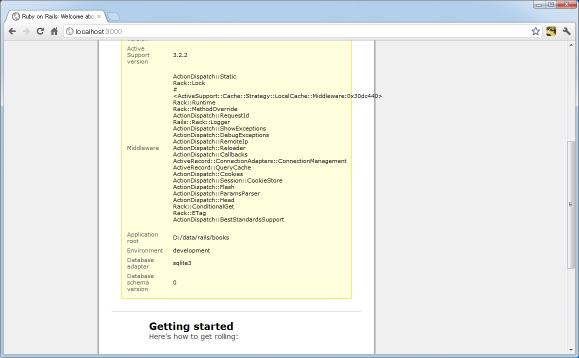 Ruby on Rails: Welcome abo
localhost:3000
version
Active
Support
version
3.2.2
Middleware
ActionDispatch::Static
Rack::Lock
#
<ActiveSupport::Cache::Strategy::LocalCache::Middleware:0x30dc440>
Rack::Runtime
Rack::MethodOverride
ActionDispatch::RequestId
Rails::Rack::Logger
ActionDispatch::ShowExceptions
ActionDispatch::DebugExceptions
ActionDispatch::RemoteIp
ActionDispatch::Reloader
ActionDispatch::Callbacks
ActiveRecord::ConnectionAdapters::ConnectionManagement
ActiveRecord::QueryCache
ActionDispatch::Cookies
ActionDispatch::Session::CookieStore
ActionDispatch::Flash
ActionDispatch::ParamsParser
ActionDispatch::Head
Rack::ConditionalGet
Rack::ETag
ActionDispatch::BestStandardsSupport
Application
root
D:/data/rails/books
Environment
development
Database
adapter
sqlite3
Database
schema
version
0
Getting started
Here's how to get rolling: